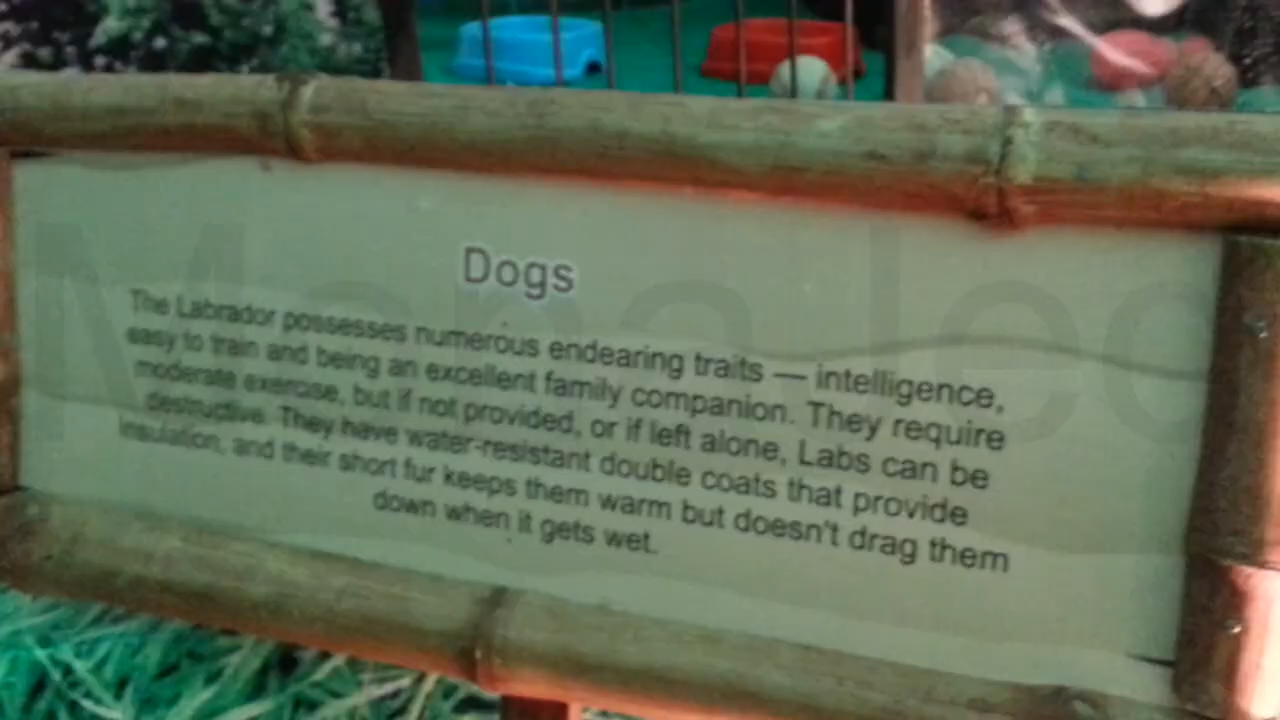 Dogs
The Labrador possesses numerous endearing traits — intelligence,
easy to train and being an excellent family companion. They require
moderate exercise, but if not provided, or if left alone, Labs can be
destructive. They have water-resistant double coats that provide
insulation, and their short fur keeps them warm but doesn't drag them
down when it gets wet.